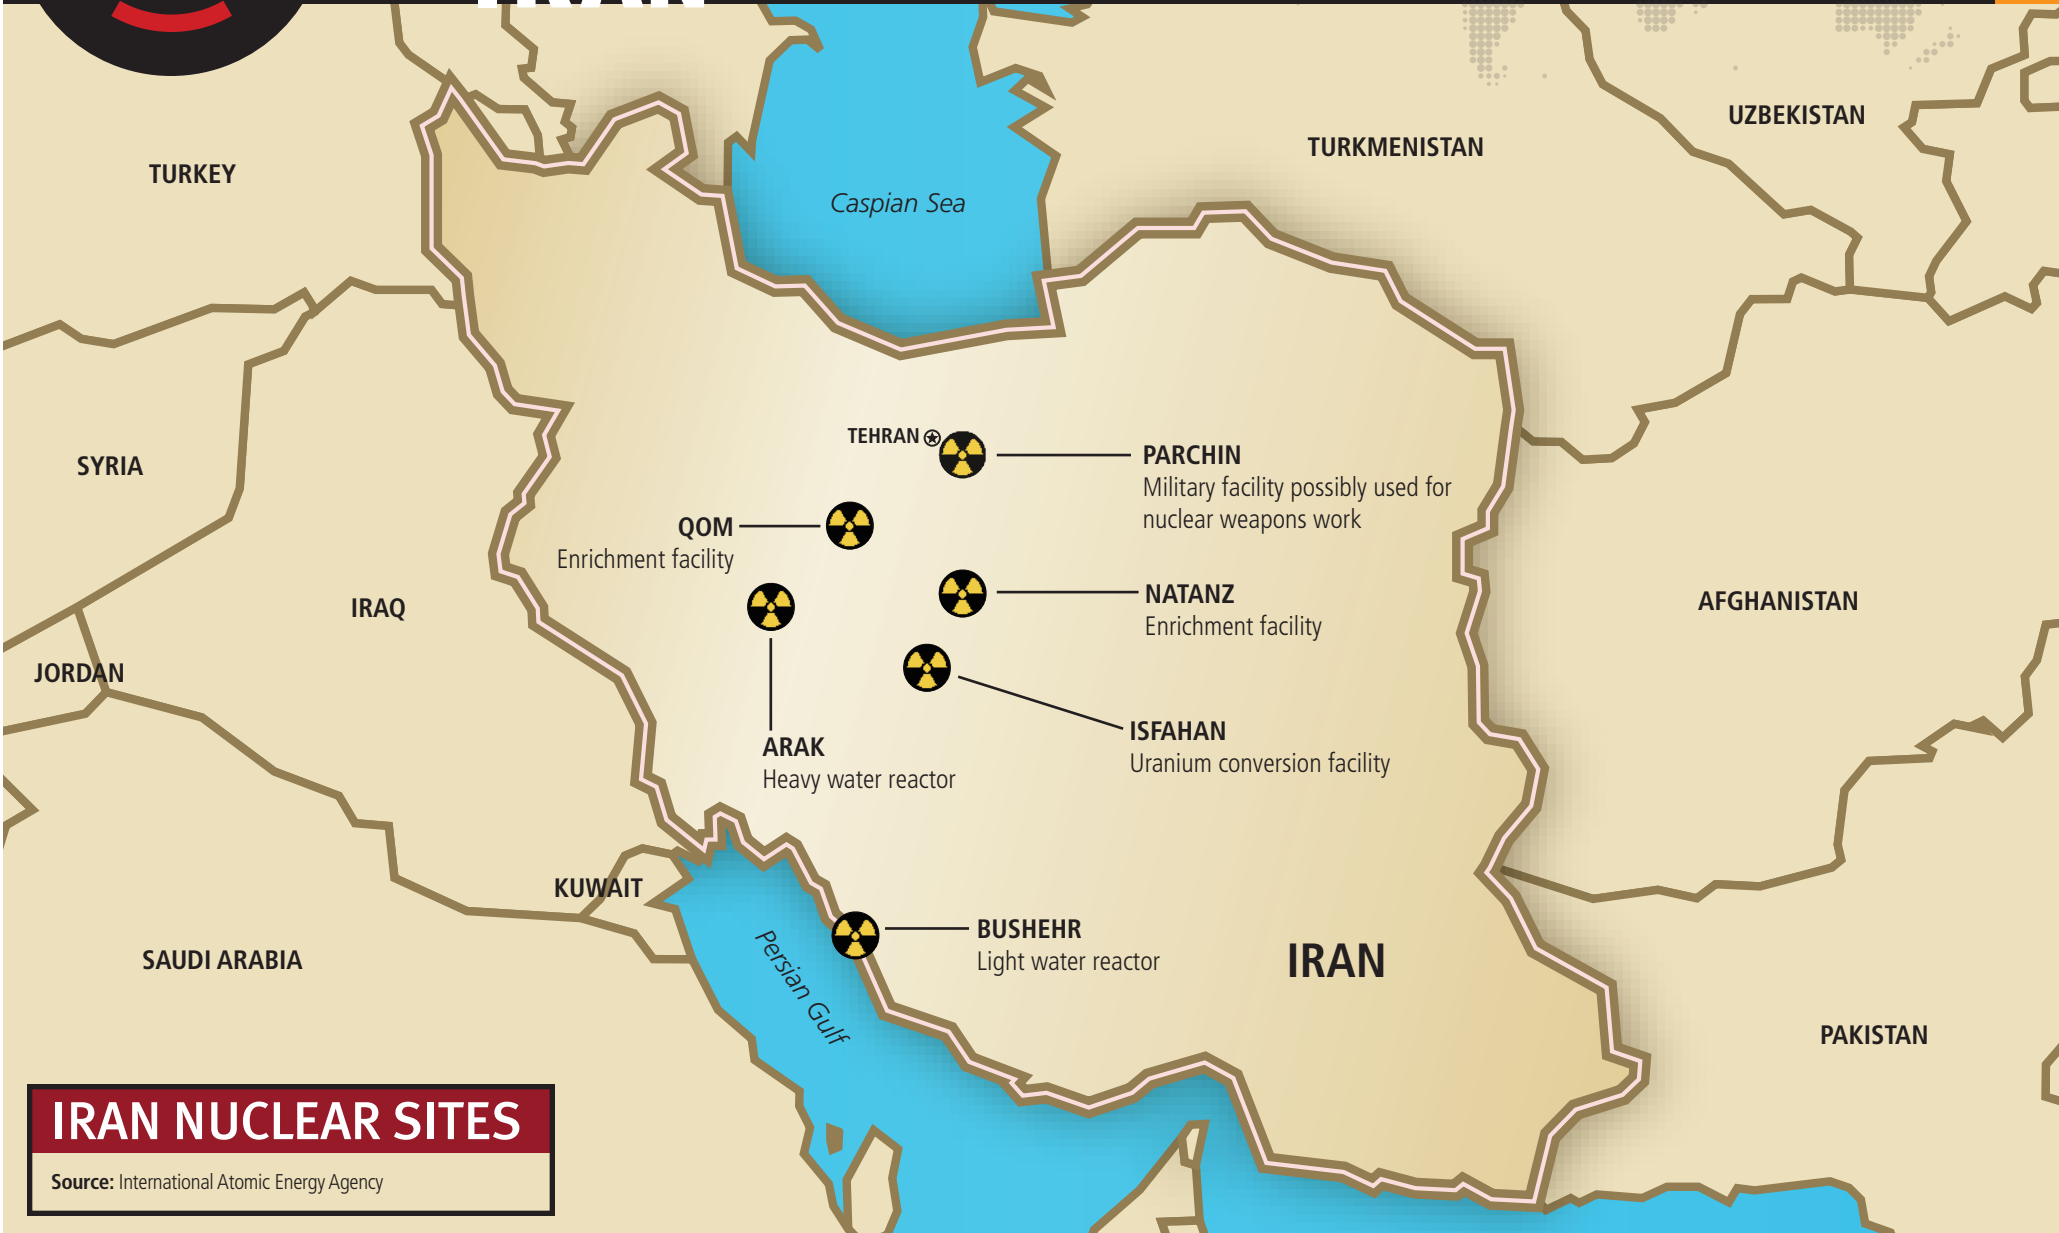 IRAN
UZBEKISTAN
TURKMENISTAN
TURKEY
Caspian Sea
TEHRAN
PARCHIN
Military facility possibly used for
nuclear weapons work
SYRIA
QOM
Enrichment facility
NATANZ
Enrichment facility
IRAQ
AFGHANISTAN
JORDAN
ISFAHAN
Uranium conversion facility
ARAK
Heavy water reactor
KUWAIT
BUSHEHR
Light water reactor
Persian Gulf
IRAN
SAUDI ARABIA
PAKISTAN
IRAN NUCLEAR SITES
Source: International Atomic Energy Agency